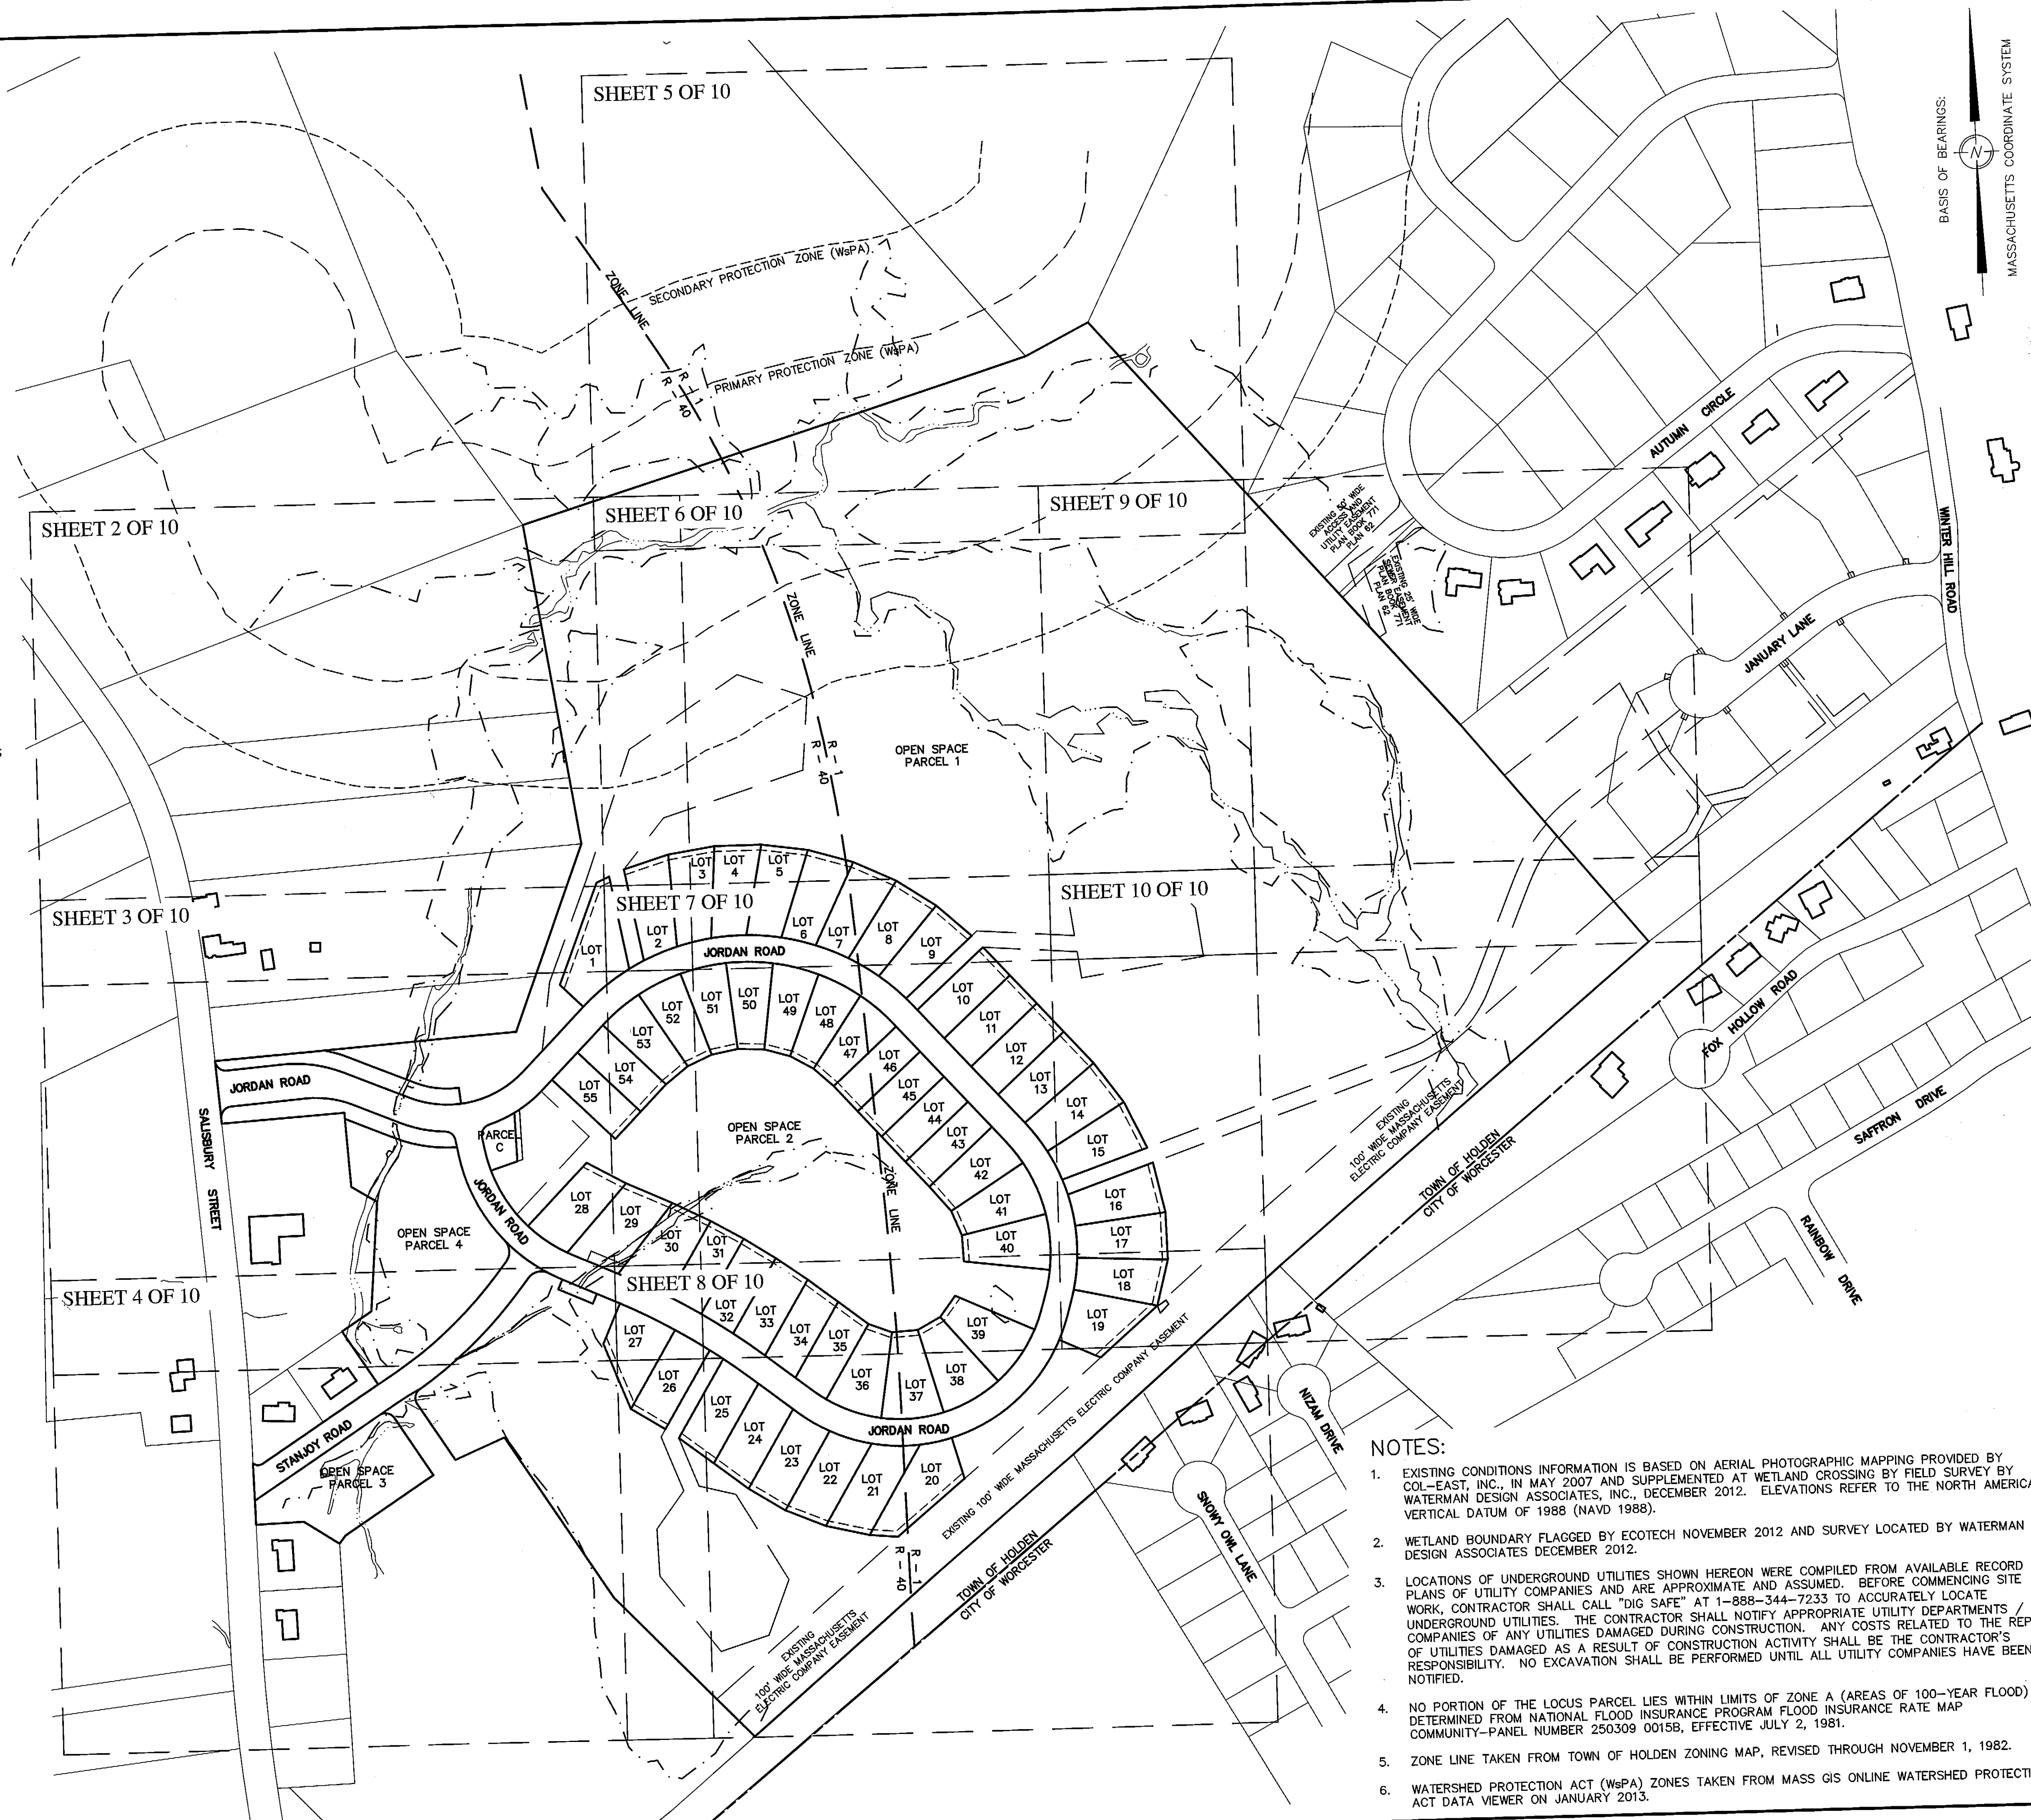 SHEET 5 OF 10
BASIS OF BEARINGS:
N
MASSACHUSETTS COORDINATE SYSTEM
ZONE LINE
SECONDARY PROTECTION ZONE (WsPA)
PRIMARY PROTECTION ZONE (WsPA)
R - 1
R - 40
AUTUMN CIRCLE
SHEET 2 OF 10
SHEET 6 OF 10
SHEET 9 OF 10
EXISTING 50' WIDE
ACCESS AND
UTILITY EASEMENT
PLAN BOOK 771
PLAN 62
EXISTING 25' WIDE
SEWER EASEMENT
PLAN BOOK 771
PLAN 62
WINTER HILL ROAD
JANUARY LANE
ZONE LINE
R - 1
R - 40
OPEN SPACE
PARCEL 1
SHEET 3 OF 10
SHEET 7 OF 10
SHEET 10 OF 10
LOT
1
LOT
2
LOT
3
LOT
4
LOT
5
LOT
6
LOT
7
LOT
8
LOT
9
JORDAN ROAD
LOT
10
LOT
11
LOT
12
LOT
13
LOT
14
LOT
15
LOT
16
LOT
17
LOT
18
LOT
19
LOT
55
LOT
54
LOT
53
LOT
52
LOT
51
LOT
50
LOT
49
LOT
48
LOT
47
LOT
46
LOT
45
LOT
44
LOT
43
LOT
42
LOT
41
LOT
40
LOT
39
LOT
38
LOT
37
LOT
36
LOT
35
LOT
34
LOT
33
LOT
32
LOT
31
LOT
30
LOT
29
LOT
28
LOT
27
LOT
26
LOT
25
LOT
24
LOT
23
LOT
22
LOT
21
LOT
20
JORDAN ROAD
SALISBURY STREET
PARCEL
C
JORDAN ROAD
OPEN SPACE
PARCEL 2
ZONE LINE
OPEN SPACE
PARCEL 4
SHEET 4 OF 10
SHEET 8 OF 10
STANJOY ROAD
OPEN SPACE
PARCEL 3
JORDAN ROAD
R - 1
R - 40
EXISTING 100' WIDE MASSACHUSETTS ELECTRIC COMPANY EASEMENT
EXISTING
100' WIDE MASSACHUSETTS
ELECTRIC COMPANY EASEMENT
EXISTING
100' WIDE MASSACHUSETTS
ELECTRIC COMPANY EASEMENT
TOWN OF HOLDEN
CITY OF WORCESTER
TOWN OF HOLDEN
CITY OF WORCESTER
FOX HOLLOW ROAD
SAFFRON DRIVE
RAINBOW DRIVE
NIZAM DRIVE
SNOWY OWL LANE
NOTES:
1. EXISTING CONDITIONS INFORMATION IS BASED ON AERIAL PHOTOGRAPHIC MAPPING PROVIDED BY
COL-EAST, INC., IN MAY 2007 AND SUPPLEMENTED AT WETLAND CROSSING BY FIELD SURVEY BY
WATERMAN DESIGN ASSOCIATES, INC., DECEMBER 2012. ELEVATIONS REFER TO THE NORTH AMERICA
VERTICAL DATUM OF 1988 (NAVD 1988).
2. WETLAND BOUNDARY FLAGGED BY ECOTECH NOVEMBER 2012 AND SURVEY LOCATED BY WATERMAN
DESIGN ASSOCIATES DECEMBER 2012.
3. LOCATIONS OF UNDERGROUND UTILITIES SHOWN HEREON WERE COMPILED FROM AVAILABLE RECORD
PLANS OF UTILITY COMPANIES AND ARE APPROXIMATE AND ASSUMED. BEFORE COMMENCING SITE
WORK, CONTRACTOR SHALL CALL "DIG SAFE" AT 1-888-344-7233 TO ACCURATELY LOCATE
UNDERGROUND UTILITIES. THE CONTRACTOR SHALL NOTIFY APPROPRIATE UTILITY DEPARTMENTS /
COMPANIES OF ANY UTILITIES DAMAGED DURING CONSTRUCTION. ANY COSTS RELATED TO THE REP
OF UTILITIES DAMAGED AS A RESULT OF CONSTRUCTION ACTIVITY SHALL BE THE CONTRACTOR'S
RESPONSIBILITY. NO EXCAVATION SHALL BE PERFORMED UNTIL ALL UTILITY COMPANIES HAVE BEEN
NOTIFIED.
4. NO PORTION OF THE LOCUS PARCEL LIES WITHIN LIMITS OF ZONE A (AREAS OF 100-YEAR FLOOD)
DETERMINED FROM NATIONAL FLOOD INSURANCE PROGRAM FLOOD INSURANCE RATE MAP
COMMUNITY-PANEL NUMBER 250309 0015B, EFFECTIVE JULY 2, 1981.
5. ZONE LINE TAKEN FROM TOWN OF HOLDEN ZONING MAP, REVISED THROUGH NOVEMBER 1, 1982.
6. WATERSHED PROTECTION ACT (WsPA) ZONES TAKEN FROM MASS GIS ONLINE WATERSHED PROTECTI
ACT DATA VIEWER ON JANUARY 2013.